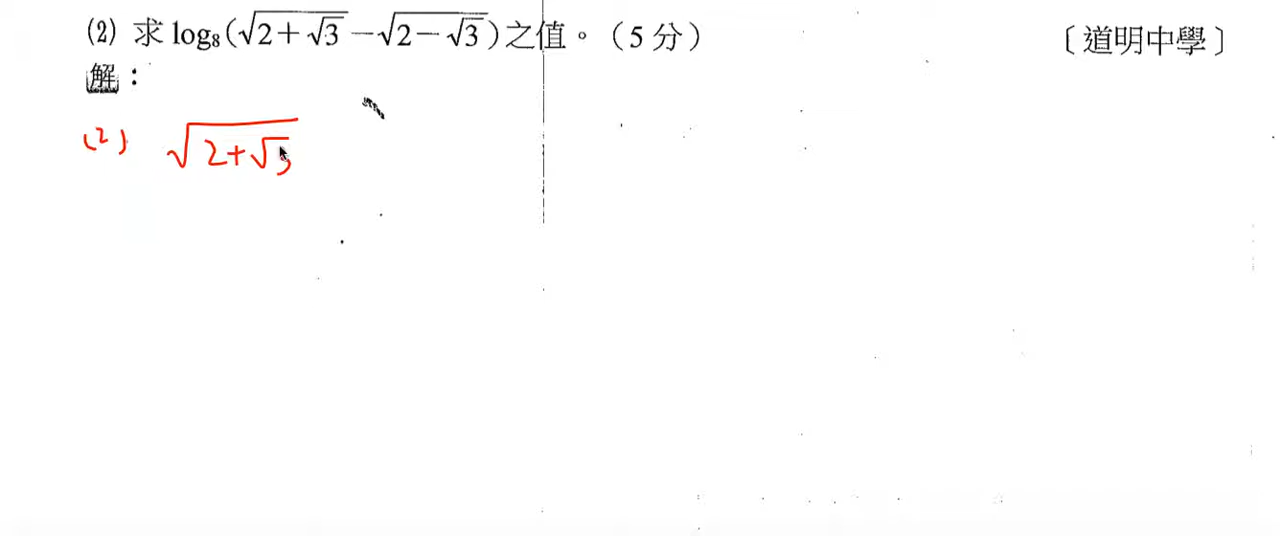 (2) 求 log₈(√(2+√3) −√(2−√3))之值。（5 分） 〔道明中學〕
解：
(2) √(2+√3)